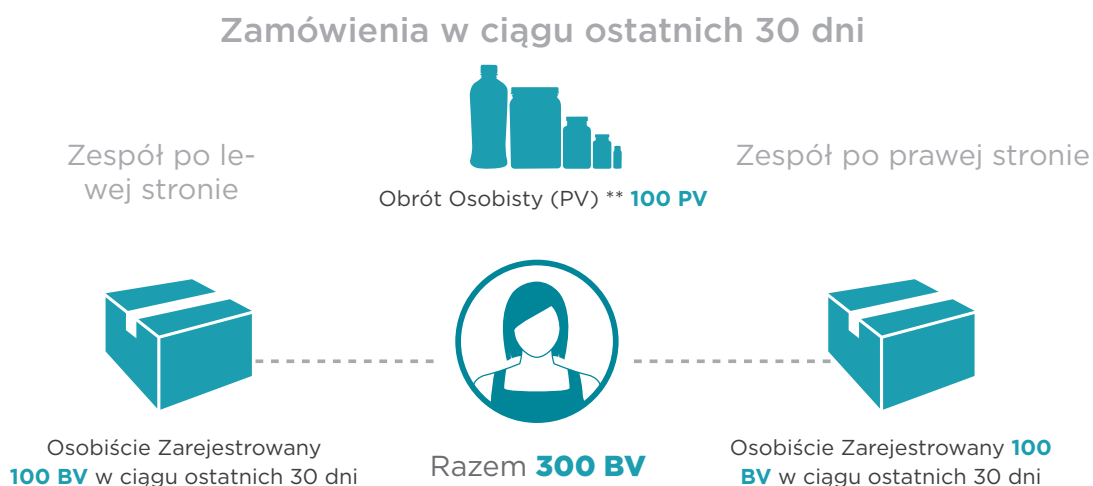 Zamówienia w ciągu ostatnich 30 dni
Zespół po le-
wej stronie
Obrót Osobisty (PV) ** 100 PV
Zespół po prawej stronie
Osobiście Zarejestrowany
100 BV w ciągu ostatnich 30 dni
Razem 300 BV
Osobiście Zarejestrowany 100
BV w ciągu ostatnich 30 dni